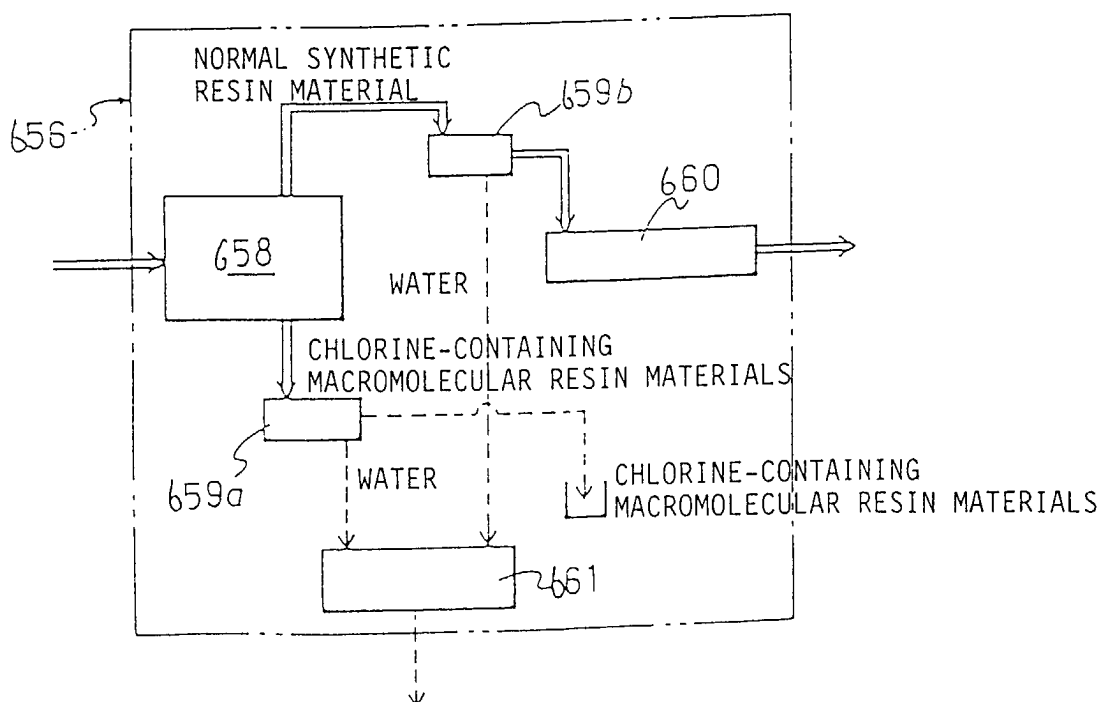 NORMAL SYNTHETIC
RESIN MATERIAL
659b
656
660
658
WATER
CHLORINE-CONTAINING
MACROMOLECULAR RESIN MATERIALS
659a
WATER
CHLORINE-CONTAINING
MACROMOLECULAR RESIN MATERIALS
661